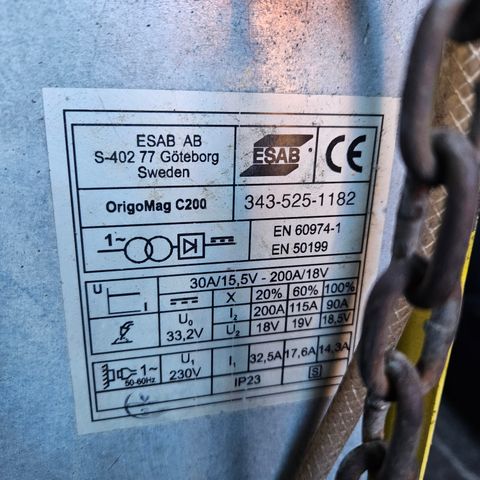 ESAB AB
S-402 77 Göteborg
Sweden
ESAB
CE
OrigoMag C200
343-525-1182
1~
EN 60974-1
EN 50199
30A/15,5V - 200A/18V
U
I
X 20% 60% 100%
U₀ I₂ 200A 115A 90A
33,2V U₂ 18V 19V 18,5V
1~ U₁ I₁ 32,5A 17,6A 14,3A
50-60Hz 230V
IP23 S